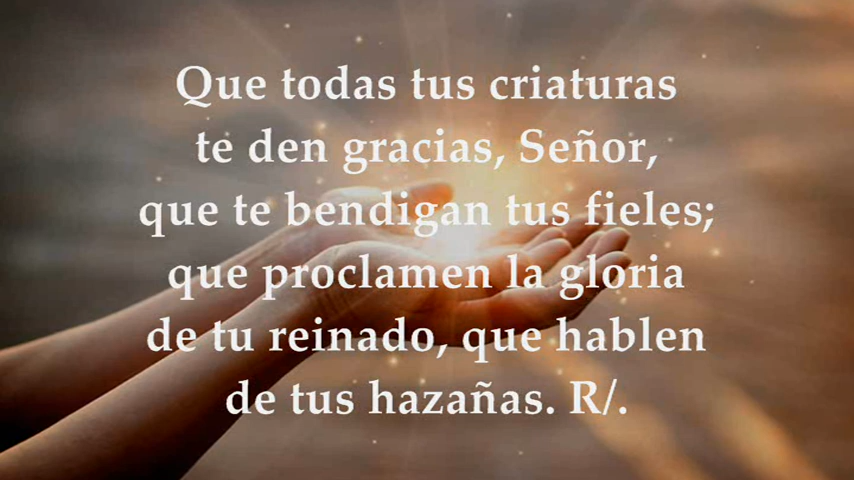 Que todas tus criaturas
te den gracias, Señor,
que te bendigan tus fieles;
que proclamen la gloria
de tu reinado, que hablen
de tus hazañas. R/.